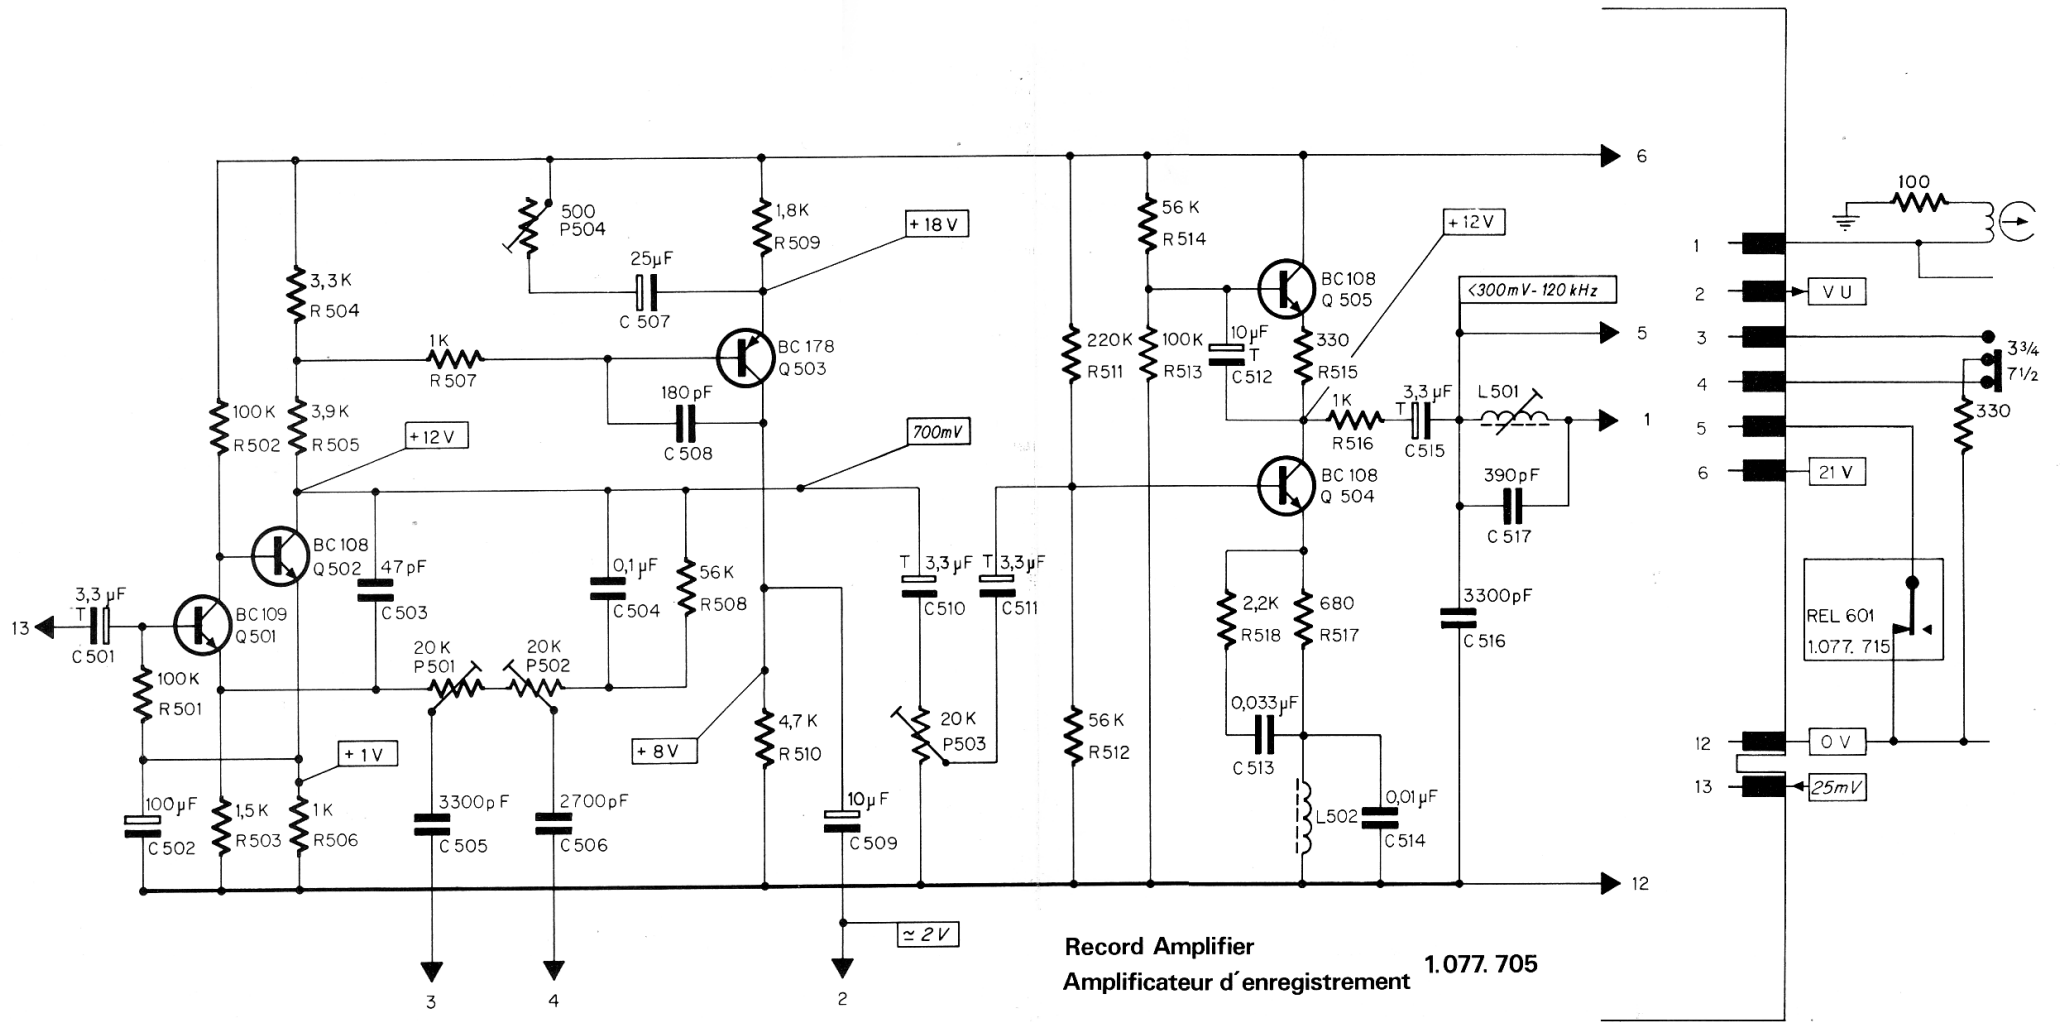 6
100
500
P504
1,8K
R509
+18V
56K
R514
+12V
1
25µF
C507
BC108
Q505
<300mV-120kHz
2
VU
3,3K
R504
1K
R507
BC178
Q503
220K
R511
100K
R513
10µF
T
C512
330
R515
5
3
3¾
7½
4
180pF
C508
1K
R516
3,3µF
T
C515
L501
1
330
100K
R502
3,9K
R505
+12V
700mV
5
BC108
Q504
390pF
C517
6
21V
BC108
Q502
47pF
C503
0,1µF
C504
56K
R508
T 3,3µF
C510
T 3,3µF
C511
3,3µF
T
C501
13
BC109
Q501
2,2K
R518
680
R517
3300pF
C516
REL 601
1.077. 715
100K
R501
20K
P501
20K
P502
0,033µF
C513
+1V
+8V
4,7K
R510
20K
P503
56K
R512
12
0V
100µF
C502
1,5K
R503
1K
R506
3300pF
C505
2700pF
C506
10µF
C509
L502
0,01µF
C514
13
25mV
12
≃2V
Record Amplifier
Amplificateur d´enregistrement
1.077. 705
3
4
2